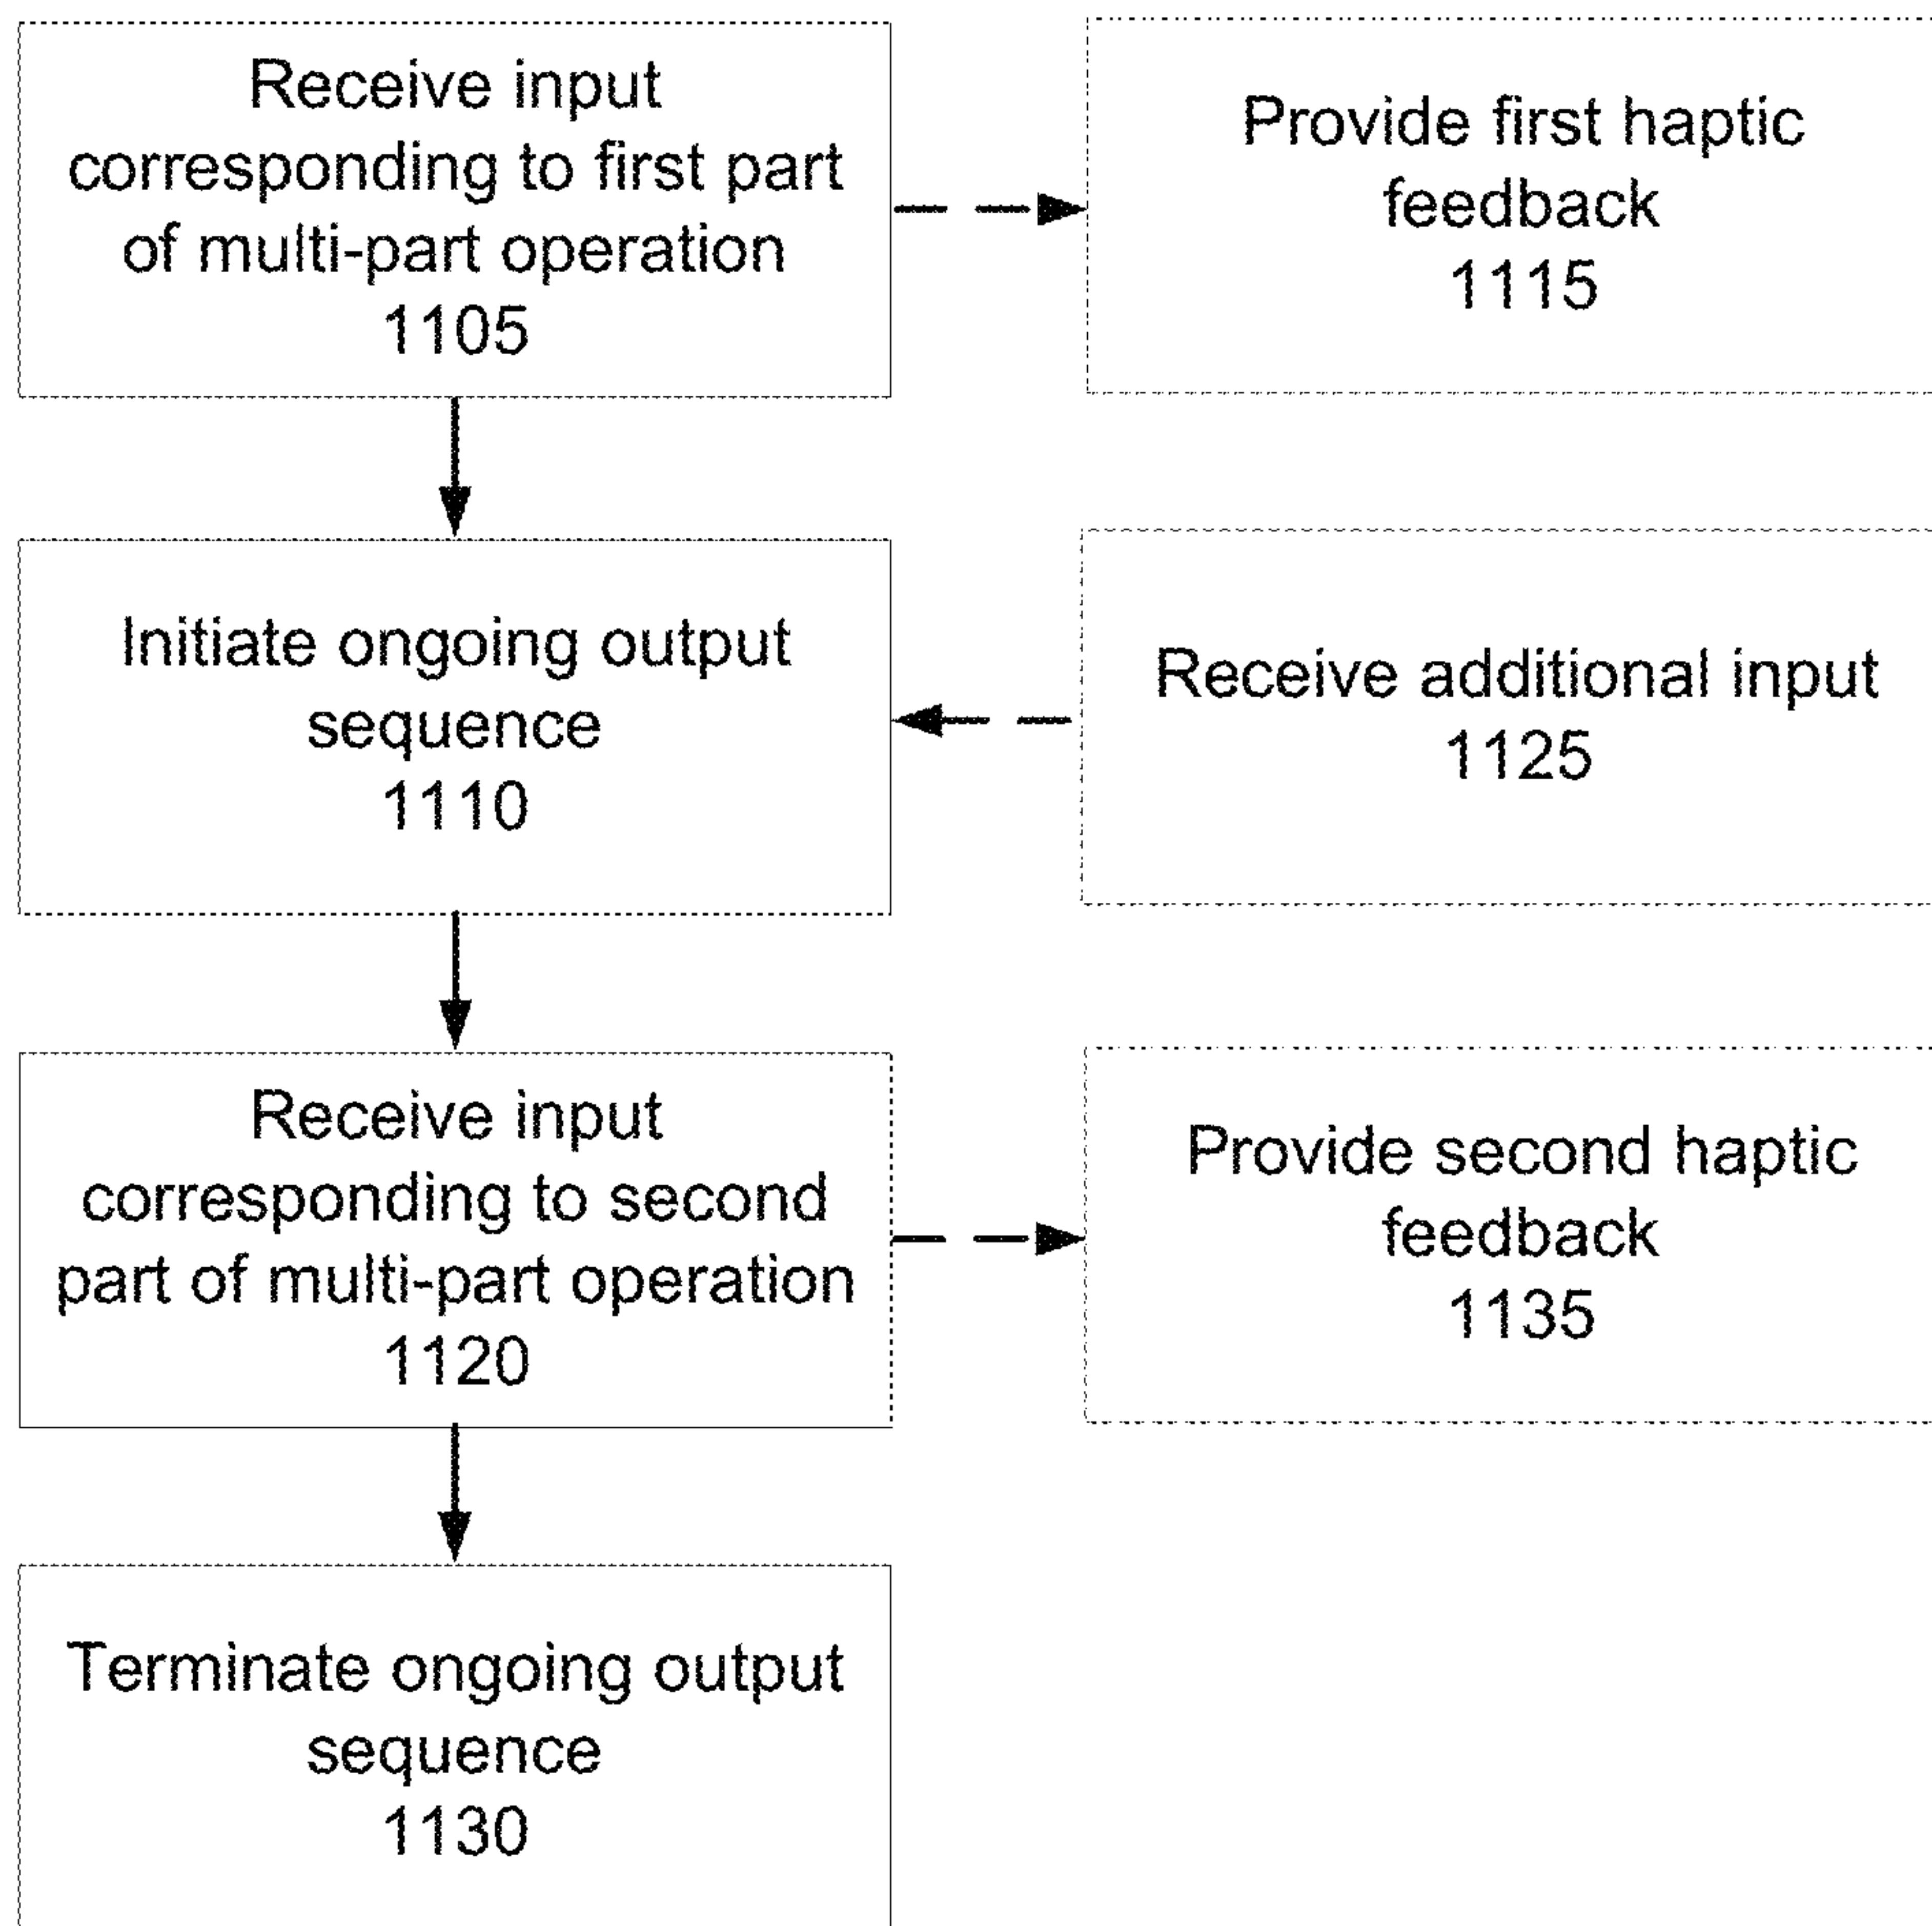 Receive input
corresponding to first part
of multi-part operation
1105
Provide first haptic
feedback
1115
Initiate ongoing output
sequence
1110
Receive additional input
1125
Receive input
corresponding to second
part of multi-part operation
1120
Provide second haptic
feedback
1135
Terminate ongoing output
sequence
1130